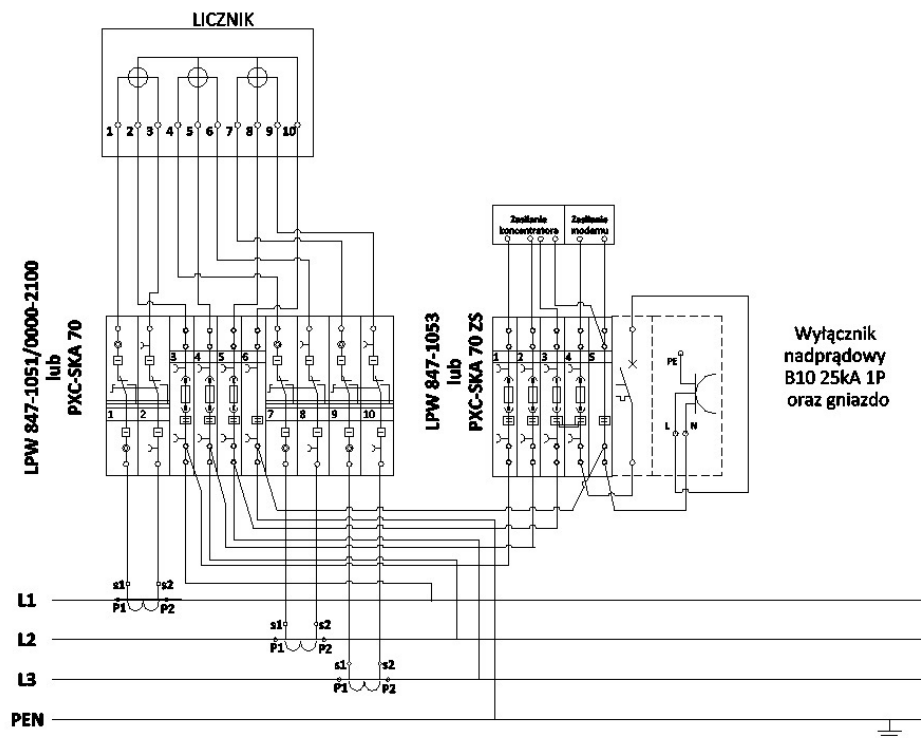 LICZNIK
1 2 3 4 5 6 7 8 9 10
Zasilanie
koncentratora
Zasilanie
modemu
LPW 847-1051/0000-2100
lub
PXC-SKA 70
3 4 5 6
1 2 7 8 9 10
LPW 847-1053
lub
PXC-SKA 70 ZS
1 2 3 4 5
PE
L N
Wyłącznik
nadprądowy
B10 25kA 1P
oraz gniazdo
s1 s2
L1
P1 P2
s1 s2
L2
P1 P2
s1 s2
L3
P1 P2
PEN